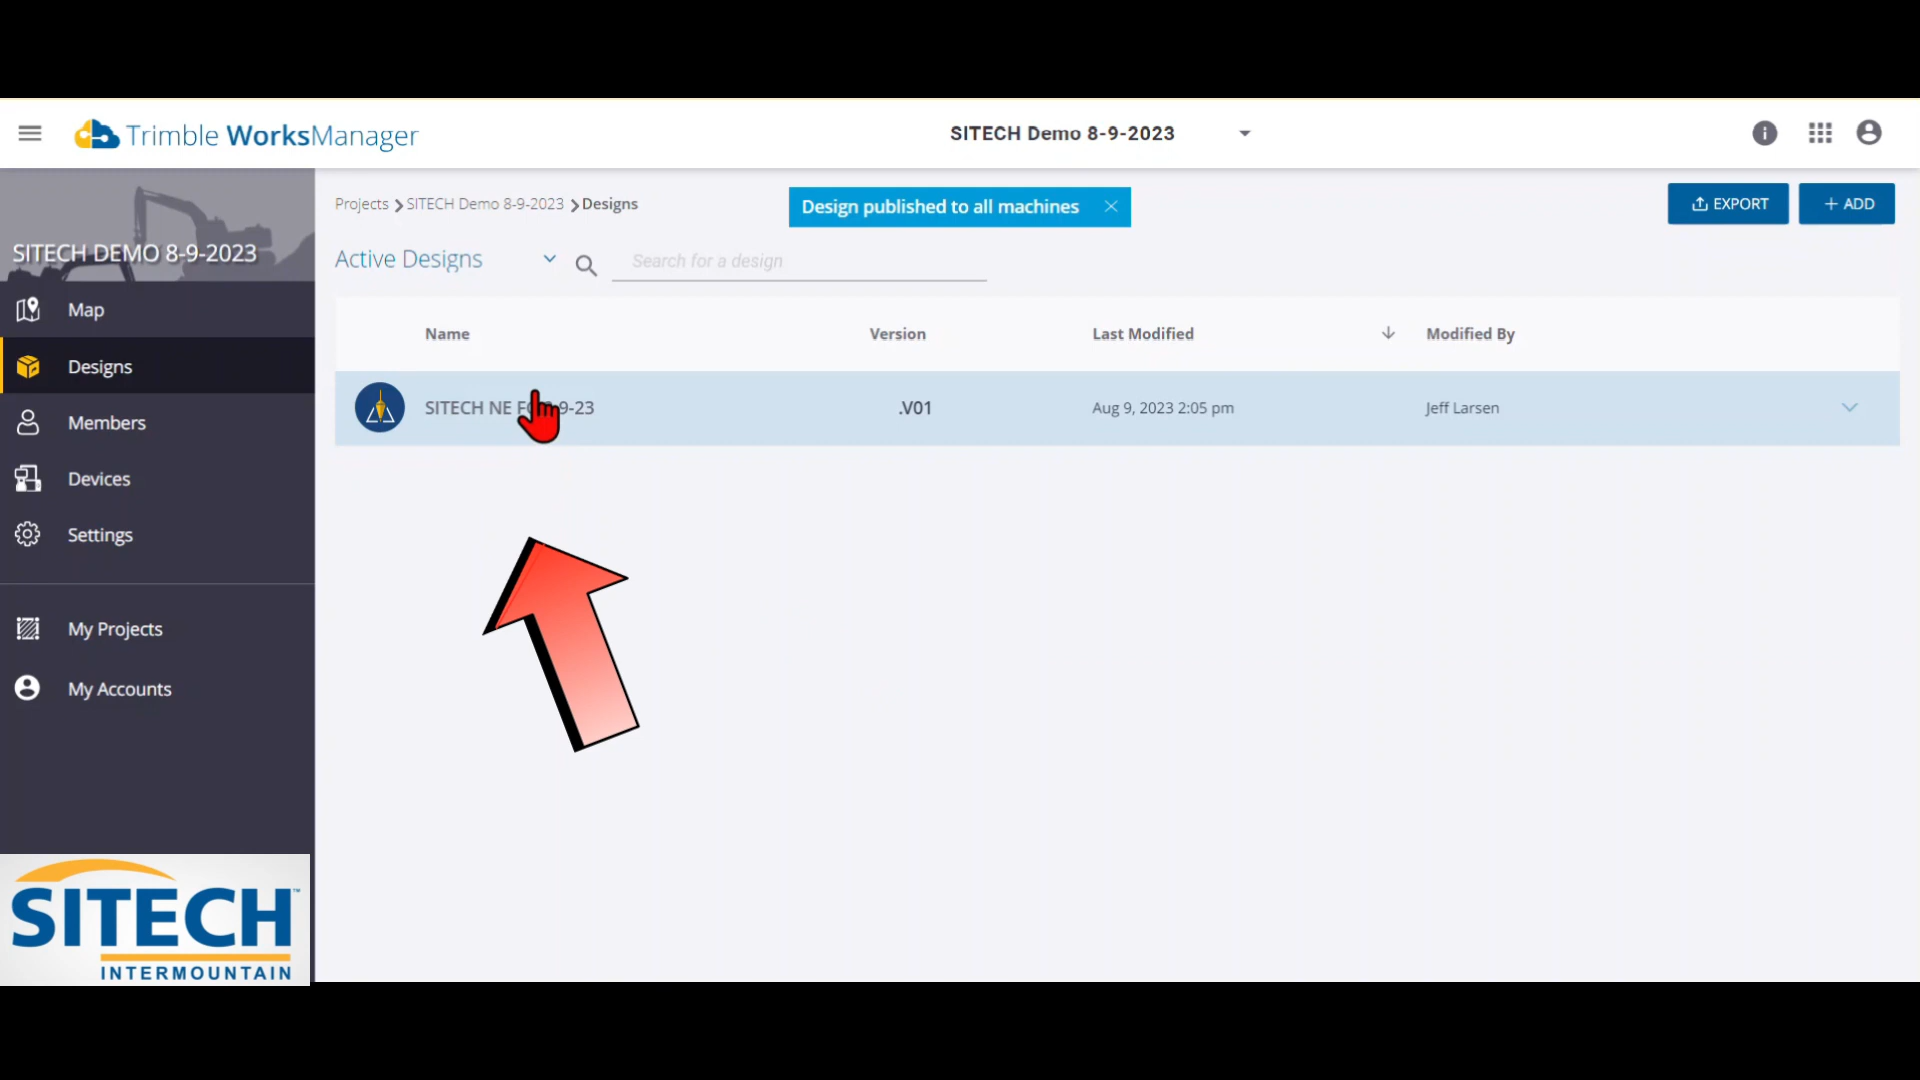 Trimble WorksManager
SITECH Demo 8-9-2023
SITECH DEMO 8-9-2023
Projects > SITECH Demo 8-9-2023 > Designs
Design published to all machines
EXPORT
+ ADD
Active Designs
Search for a design
Name Version Last Modified Modified By
SITECH NE 9-23 .V01 Aug 9, 2023 2:05 pm Jeff Larsen
Map
Designs
Members
Devices
Settings
My Projects
My Accounts
SITECH™
INTERMOUNTAIN